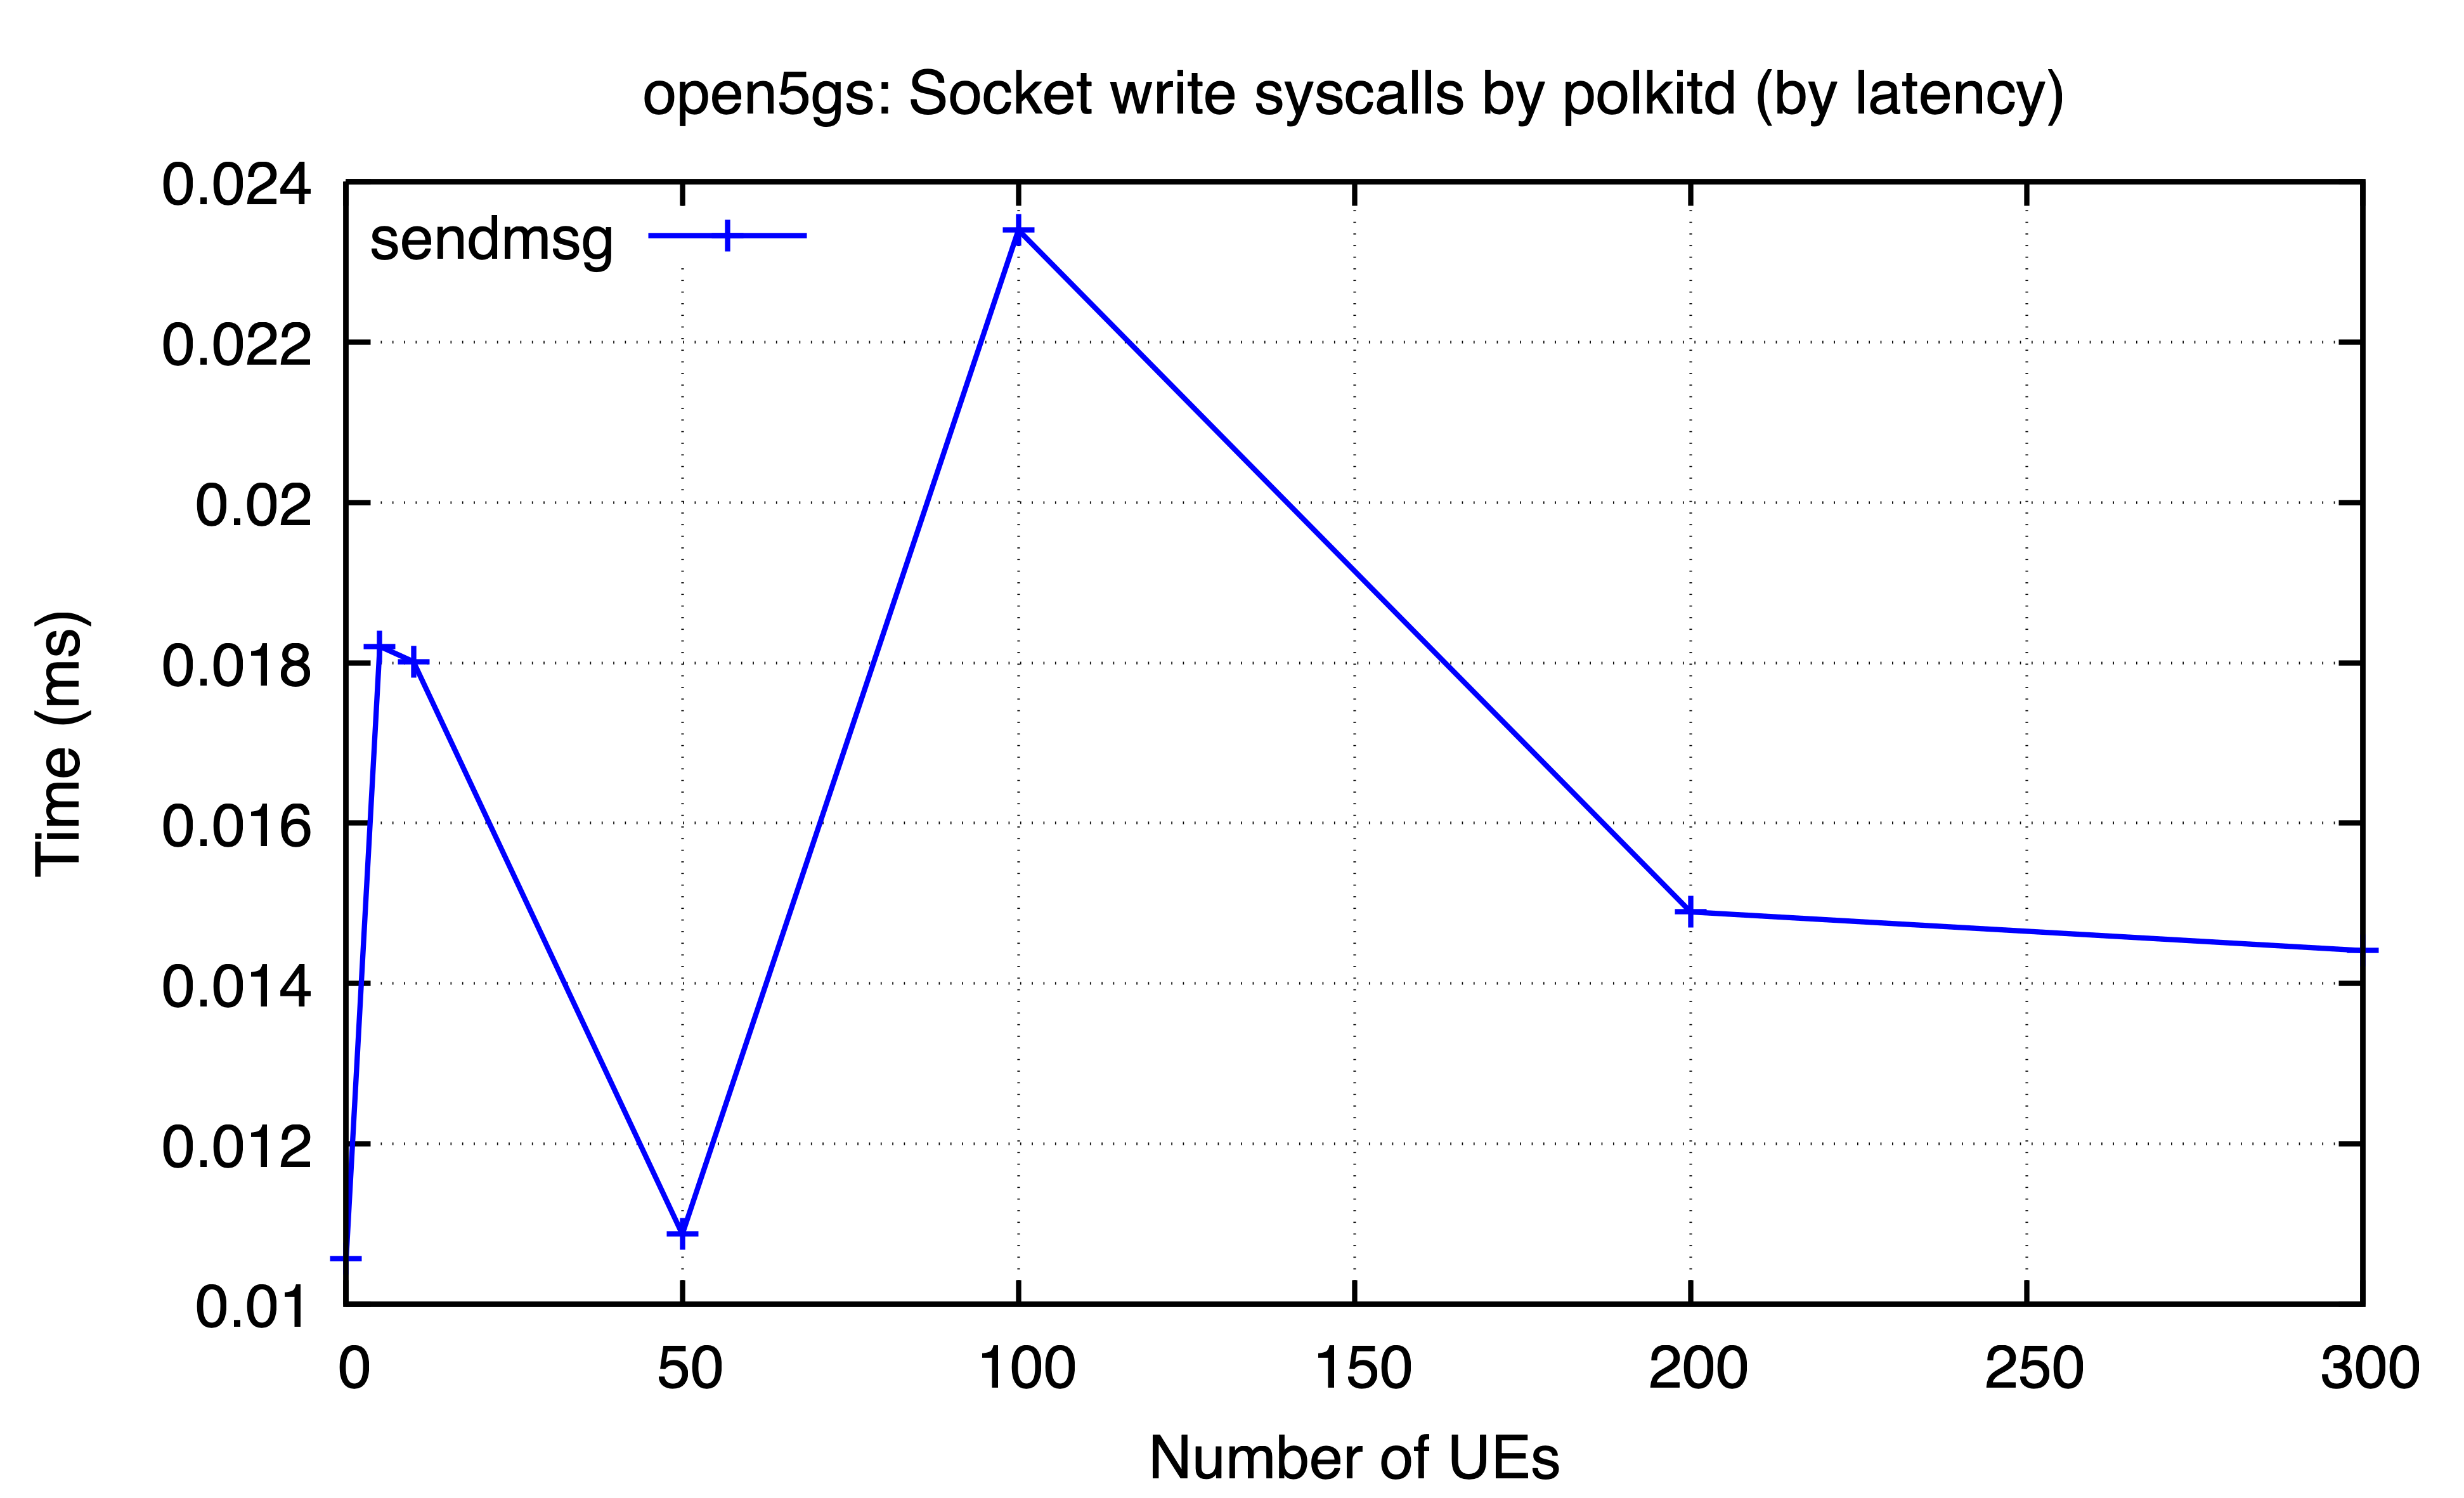 open5gs: Socket write syscalls by polkitd (by latency)
sendmsg
0.024
0.022
0.02
0.018
0.016
0.014
0.012
0.01
Time (ms)
0 50 100 150 200 250 300
Number of UEs